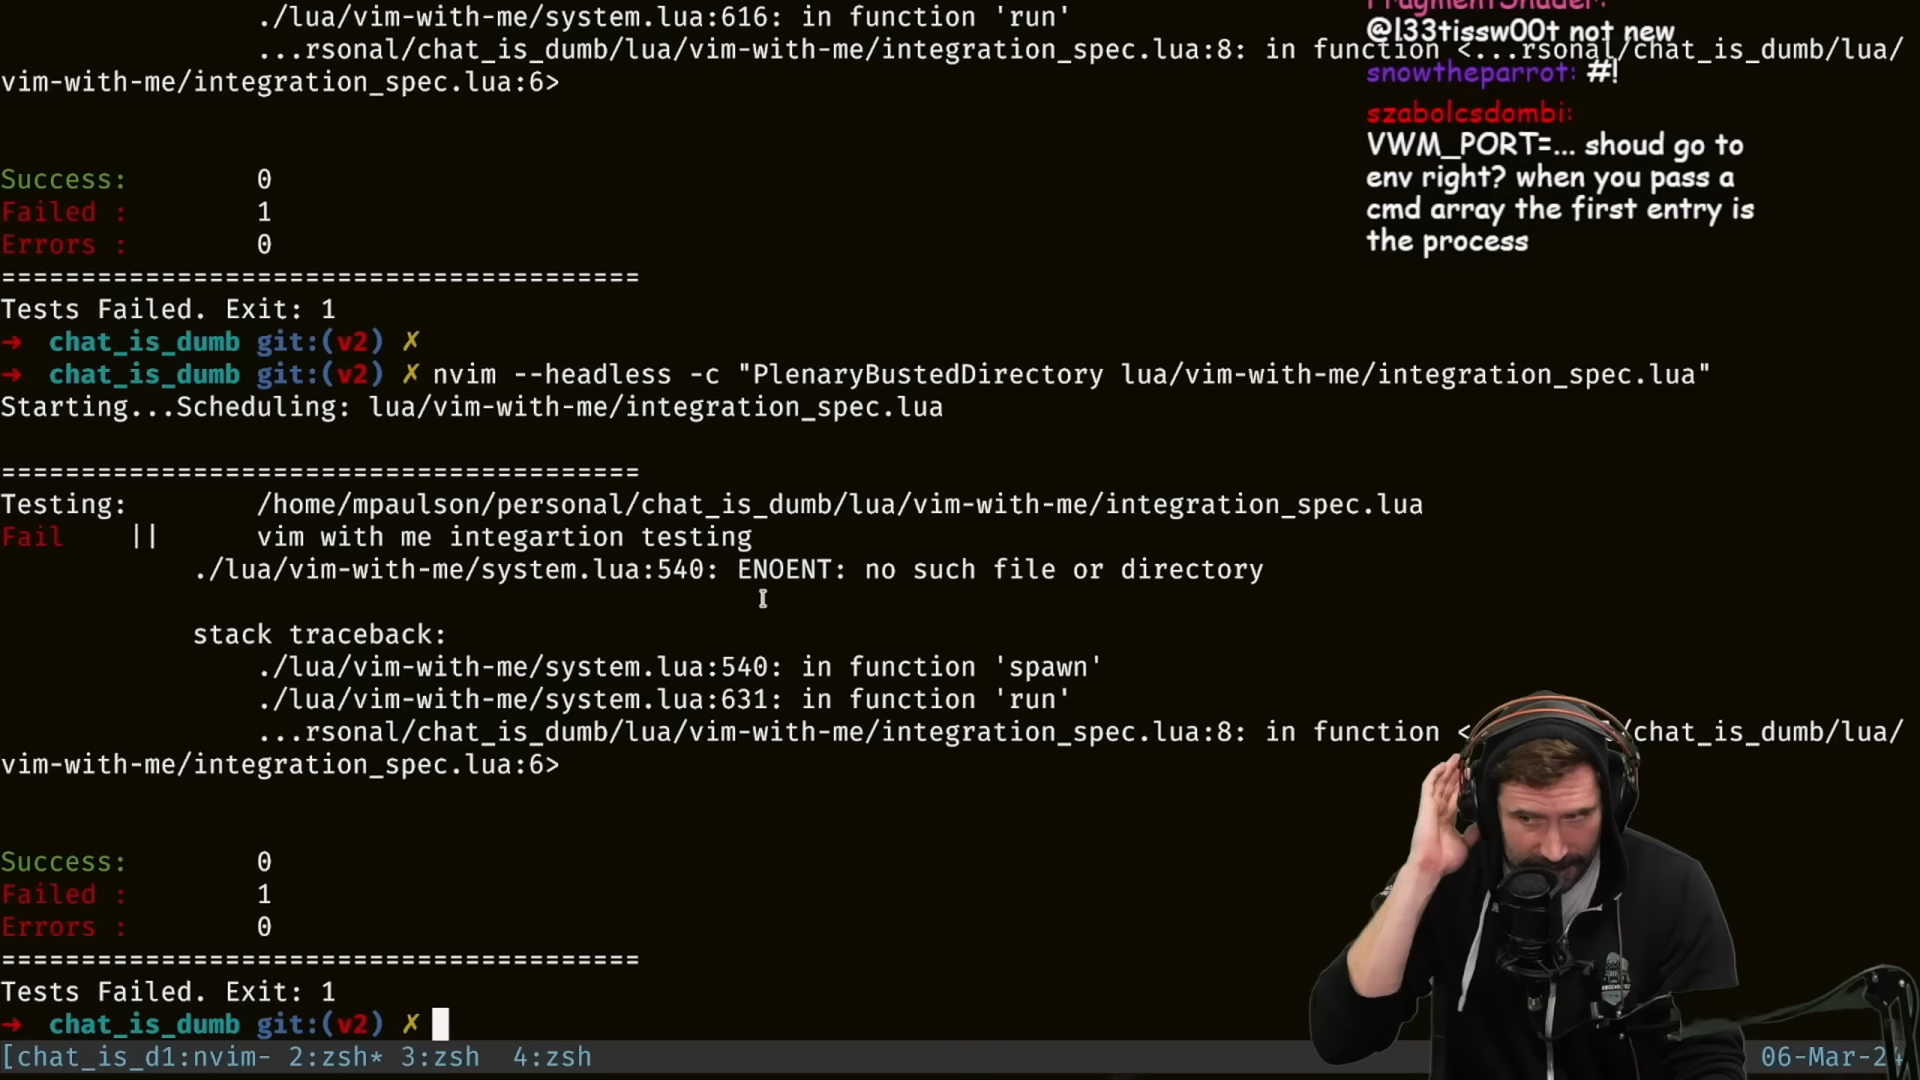 ./lua/vim-with-me/system.lua:616: in function 'run'
...rsonal/chat_is_dumb/lua/vim-with-me/integration_spec.lua:8: in function <...rsonal/chat_is_dumb/lua/
vim-with-me/integration_spec.lua:6>
FragmentShader:
@l33tissw00t not new
snowtheparrot: #!
szabolcsdombi:
VWM_PORT=... shoud go to
env right? when you pass a
cmd array the first entry is
the process
Success: 0
Failed : 1
Errors : 0
========================================
Tests Failed. Exit: 1
➜ chat_is_dumb git:(v2) ✗
➜ chat_is_dumb git:(v2) ✗ nvim --headless -c "PlenaryBustedDirectory lua/vim-with-me/integration_spec.lua"
Starting...Scheduling: lua/vim-with-me/integration_spec.lua
========================================
Testing: /home/mpaulson/personal/chat_is_dumb/lua/vim-with-me/integration_spec.lua
Fail || vim with me integartion testing
./lua/vim-with-me/system.lua:540: ENOENT: no such file or directory
stack traceback:
./lua/vim-with-me/system.lua:540: in function 'spawn'
./lua/vim-with-me/system.lua:631: in function 'run'
...rsonal/chat_is_dumb/lua/vim-with-me/integration_spec.lua:8: in function < /chat_is_dumb/lua/
vim-with-me/integration_spec.lua:6>
Success: 0
Failed : 1
Errors : 0
========================================
Tests Failed. Exit: 1
➜ chat_is_dumb git:(v2) ✗
[chat_is_d1:nvim- 2:zsh* 3:zsh 4:zsh 06-Mar-24